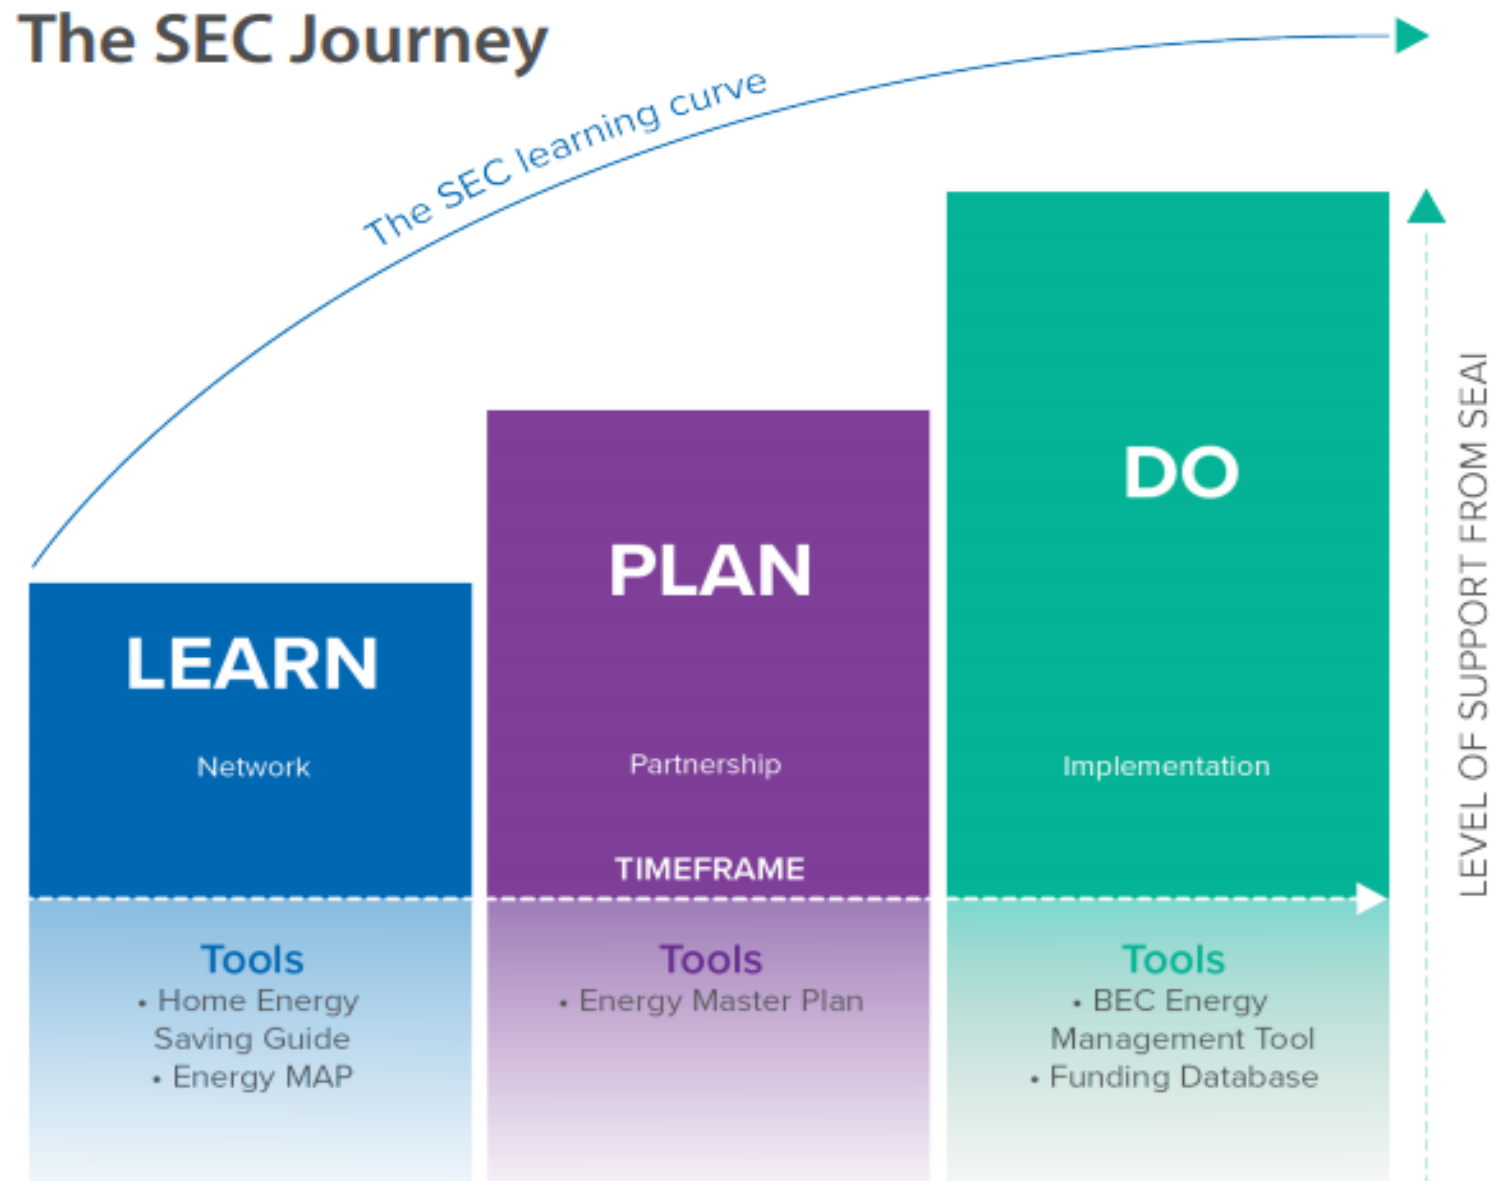 The SEC Journey
The SEC learning curve
LEARN
Network
PLAN
Partnership
TIMEFRAME
DO
Implementation
Tools
• Home Energy
Saving Guide
• Energy MAP
Tools
• Energy Master Plan
Tools
• BEC Energy
Management Tool
• Funding Database
LEVEL OF SUPPORT FROM SEAI